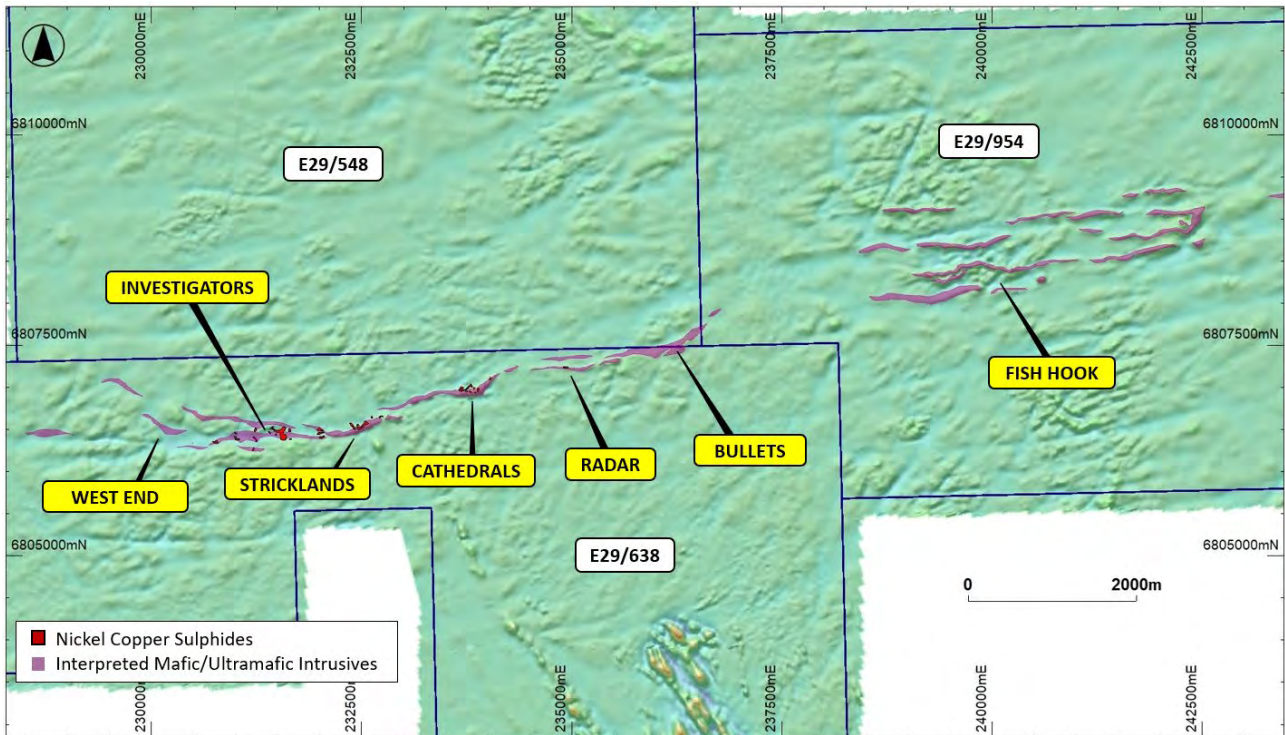 230000mE
232500mE
235000mE
237500mE
240000mE
242500mE
6810000mN
6810000mN
E29/548
E29/954
INVESTIGATORS
6807500mN
6807500mN
FISH HOOK
BULLETS
RADAR
CATHEDRALS
STRICKLANDS
WEST END
6805000mN
6805000mN
E29/638
0 2000m
Nickel Copper Sulphides
Interpreted Mafic/Ultramafic Intrusives
230000
232500
235000mE
237500mE
240000mE
242500mE